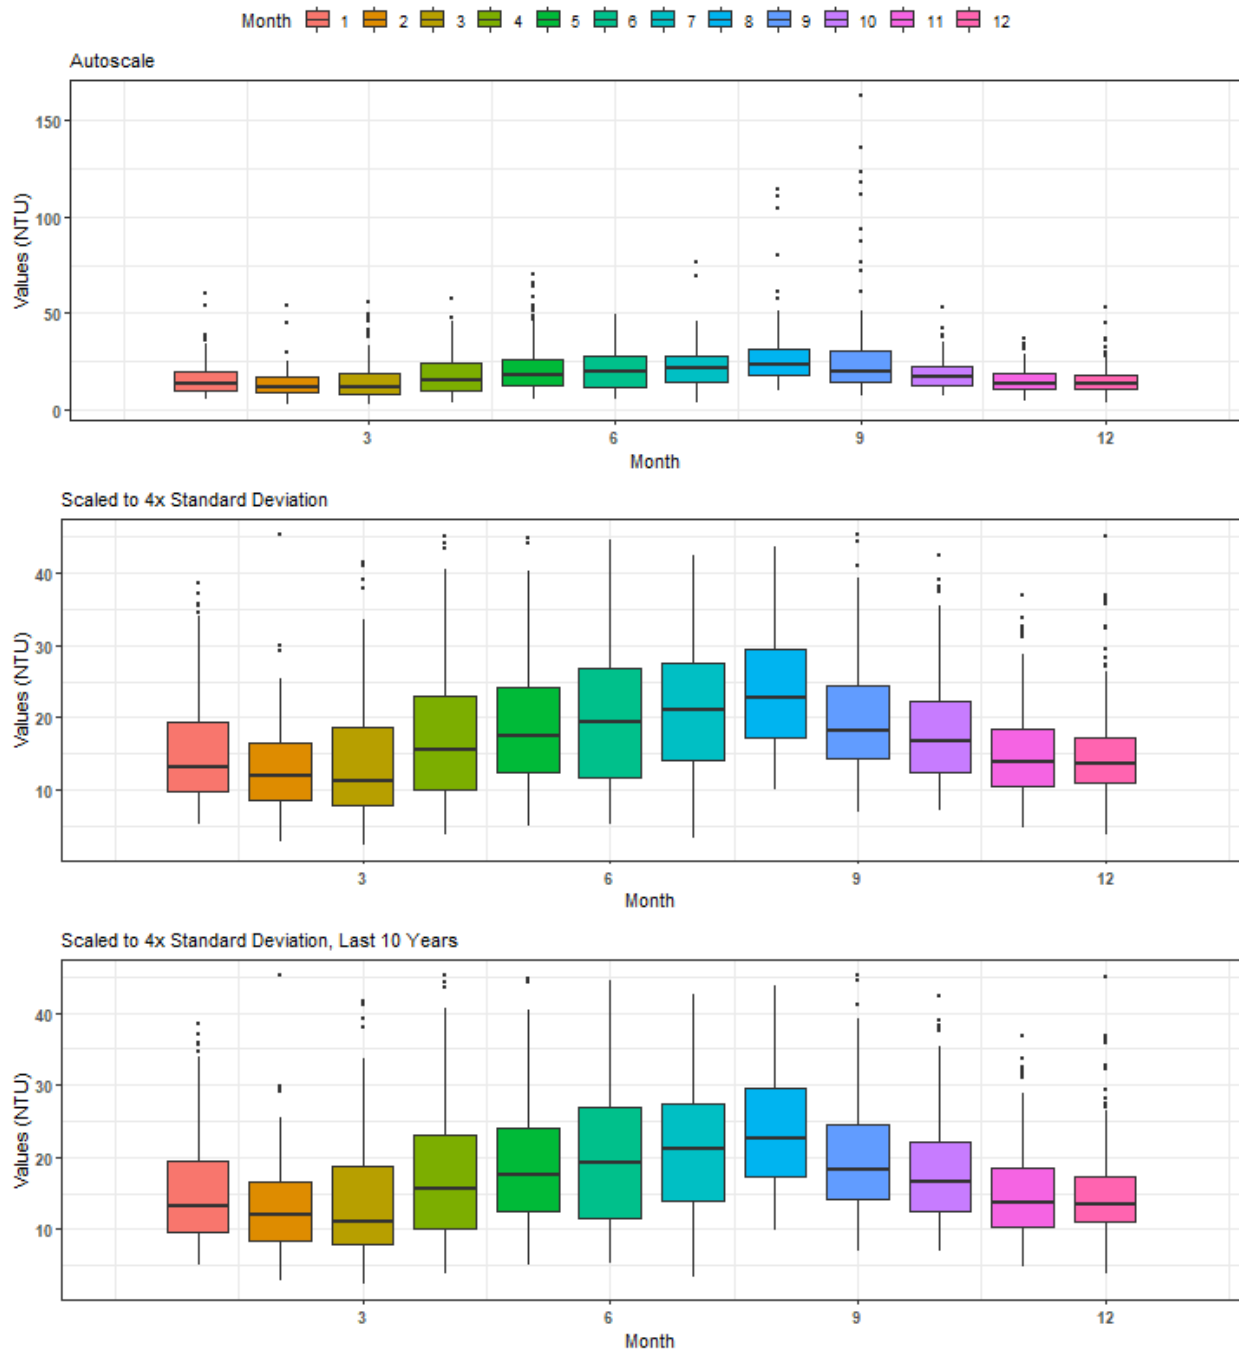 Month 1 2 3 4 5 6 7 8 9 10 11 12
Autoscale
Values (NTU)
150
100
50
0
3 6 9 12
Month
Scaled to 4x Standard Deviation
Values (NTU)
40
30
20
10
3 6 9 12
Month
Scaled to 4x Standard Deviation, Last 10 Years
Values (NTU)
40
30
20
10
3 6 9 12
Month